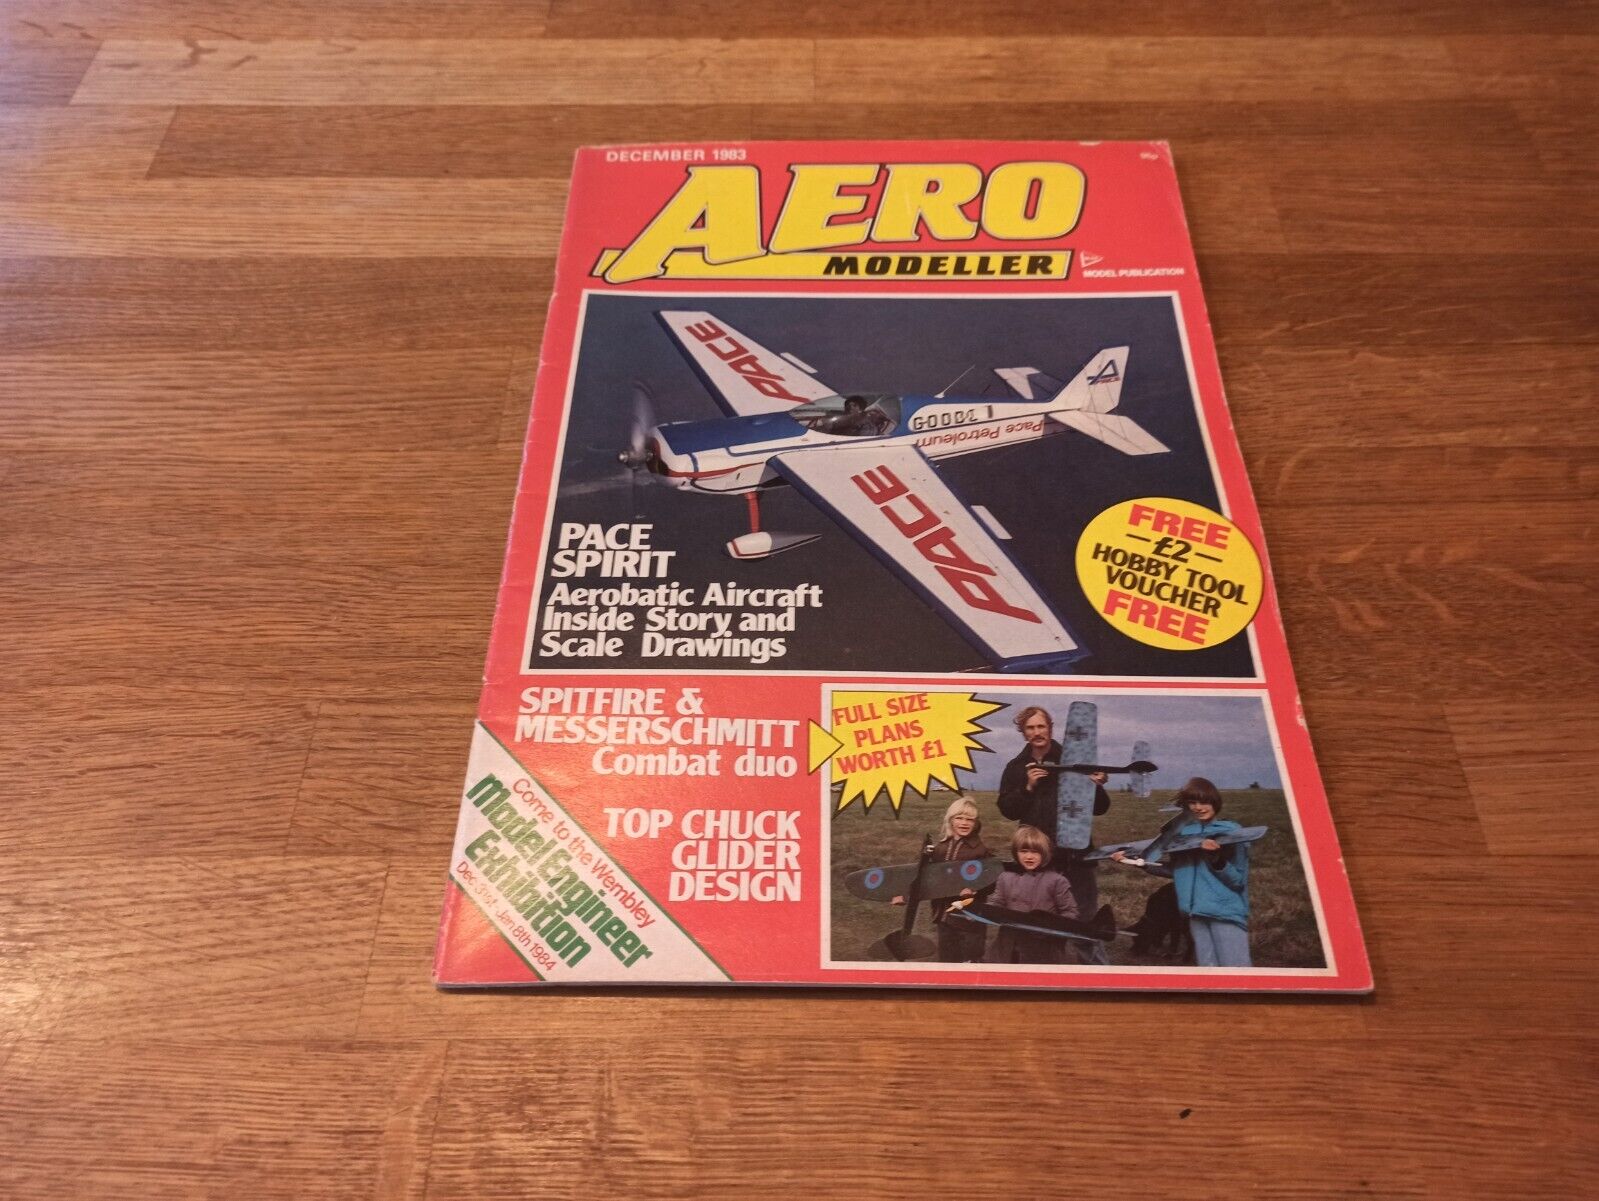 DECEMBER 1983
95p
AERO
MODELLER
MODEL PUBLICATION
PACE
PACE
Pace Petroleum
PACE
PACE
SPIRIT
Aerobatic Aircraft
Inside Story and
Scale Drawings
FREE
—£2—
HOBBY TOOL
VOUCHER
FREE
SPITFIRE &
MESSERSCHMITT
Combat duo
FULL SIZE
PLANS
WORTH £1
TOP CHUCK
GLIDER
DESIGN
Come to the Wembley
Model Engineer
Exhibition
Dec 31st - Jan 8th 1984